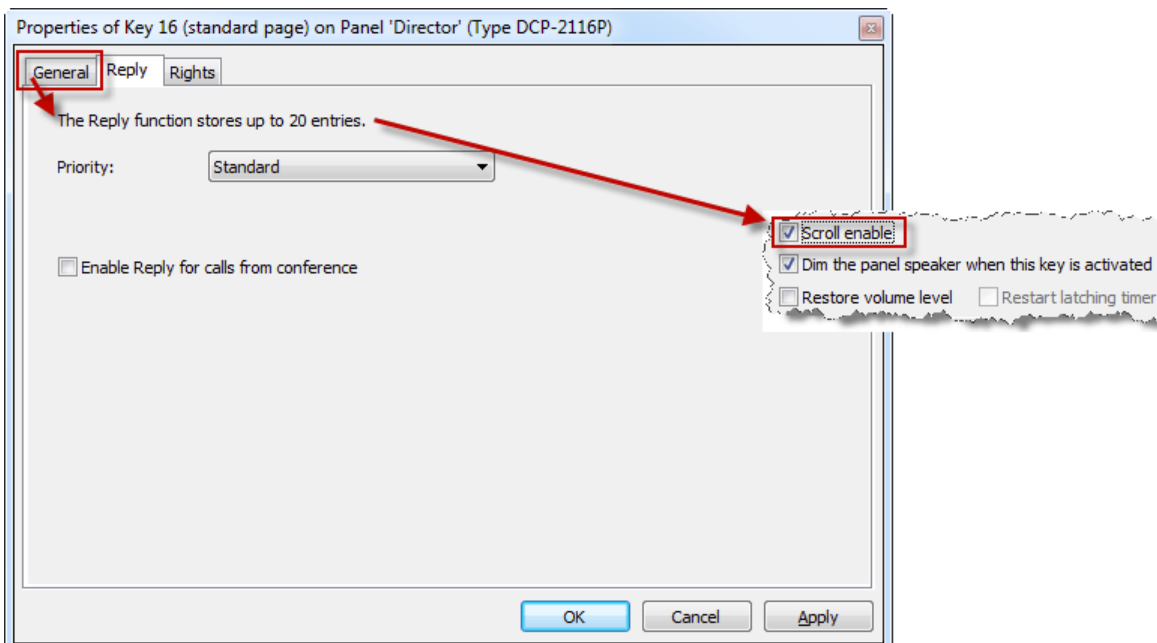 Properties of Key 16 (standard page) on Panel 'Director' (Type DCP-2116P)
General Reply Rights
The Reply function stores up to 20 entries.
Priority: Standard
Scroll enable
Enable Reply for calls from conference
Dim the panel speaker when this key is activated
Restore volume level Restart latching timer
OK Cancel Apply